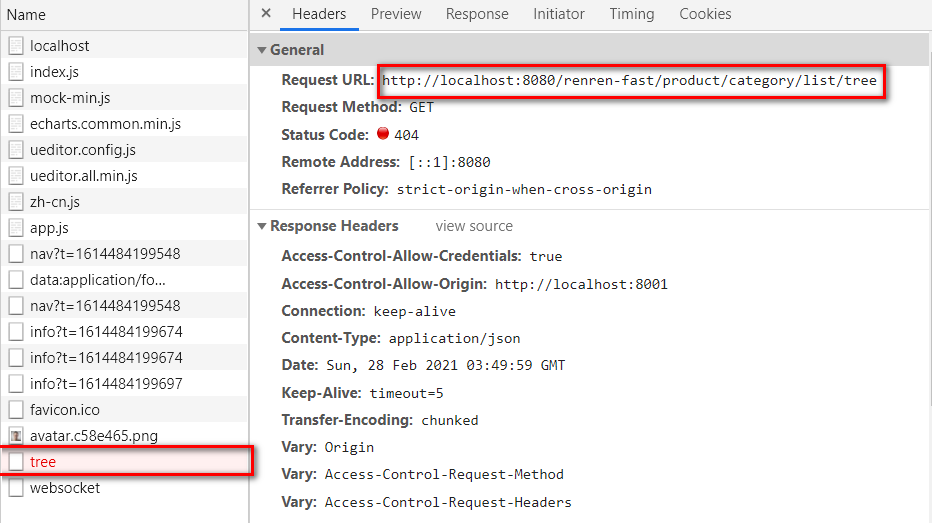 Name
localhost
index.js
mock-min.js
echarts.common.min.js
ueditor.config.js
ueditor.all.min.js
zh-cn.js
app.js
nav?t=1614484199548
data:application/fo...
nav?t=1614484199548
info?t=1614484199674
info?t=1614484199674
info?t=1614484199697
favicon.ico
avatar.c58e465.png
tree
websocket
× Headers Preview Response Initiator Timing Cookies
General
Request URL: http://localhost:8080/renren-fast/product/category/list/tree
Request Method: GET
Status Code: 404
Remote Address: [::1]:8080
Referrer Policy: strict-origin-when-cross-origin
Response Headers view source
Access-Control-Allow-Credentials: true
Access-Control-Allow-Origin: http://localhost:8001
Connection: keep-alive
Content-Type: application/json
Date: Sun, 28 Feb 2021 03:49:59 GMT
Keep-Alive: timeout=5
Transfer-Encoding: chunked
Vary: Origin
Vary: Access-Control-Request-Method
Vary: Access-Control-Request-Headers